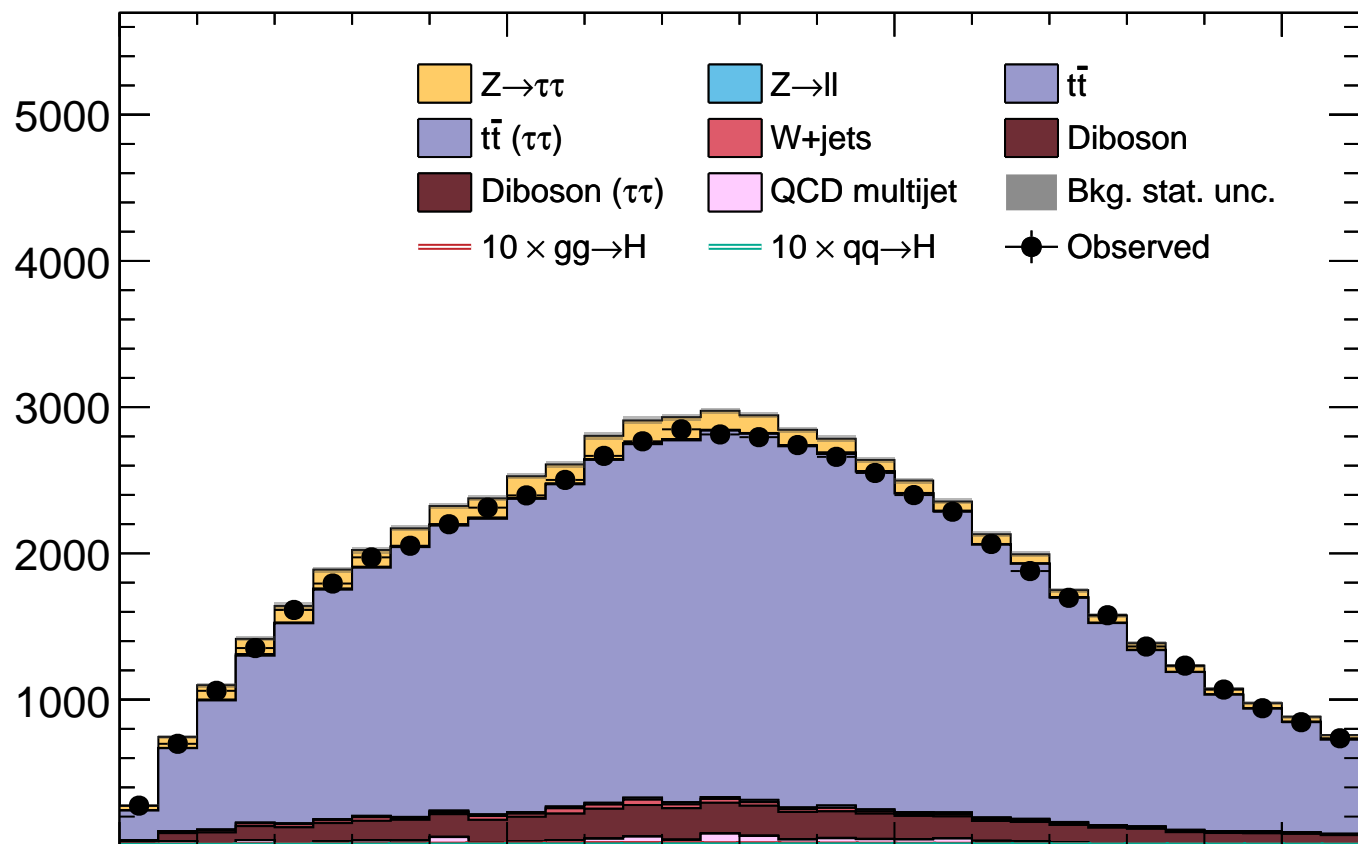 Z→ττ Z→ll tt̄
tt̄ (ττ) W+jets Diboson
Diboson (ττ) QCD multijet Bkg. stat. unc.
10 × gg→H 10 × qq→H Observed
5000
4000
3000
2000
1000